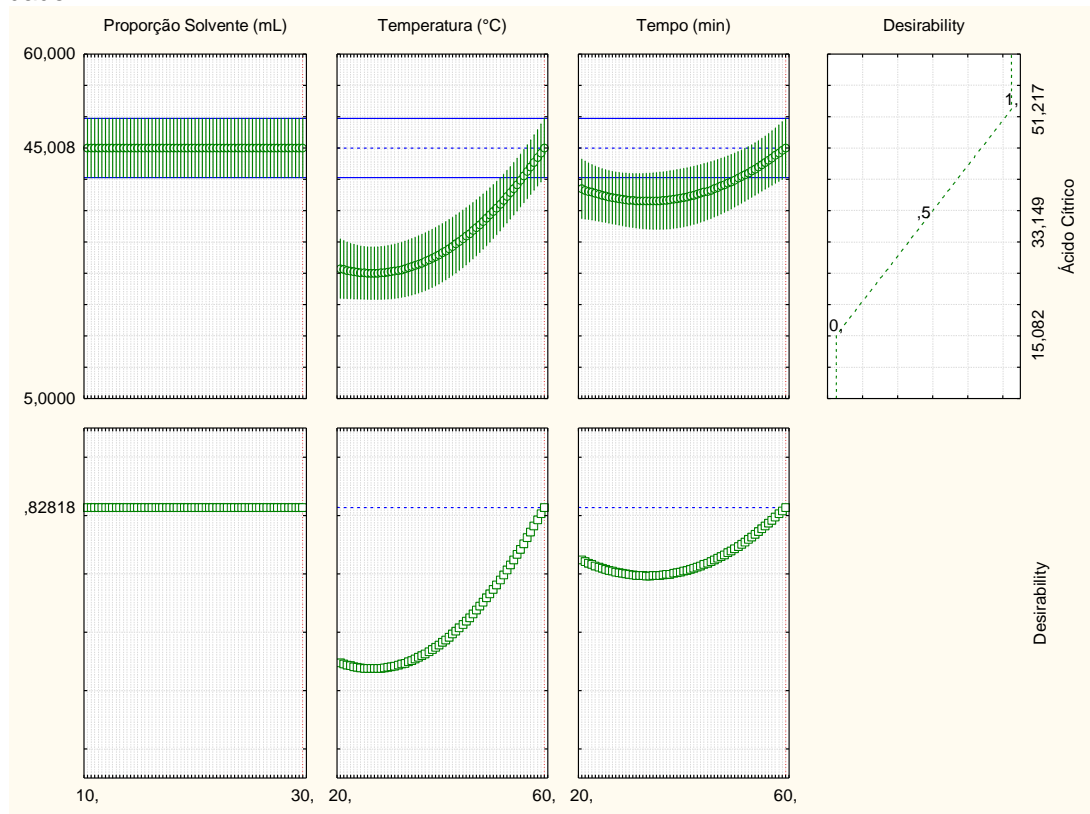 Proporção Solvente (mL)
Temperatura (°C)
Tempo (min)
Desirability
60,000
45,008
5,0000
1,
,5
0,
51,217
33,149
15,082
Ácido Cítrico
,82818
Desirability
10,
30,
20,
60,
20,
60,